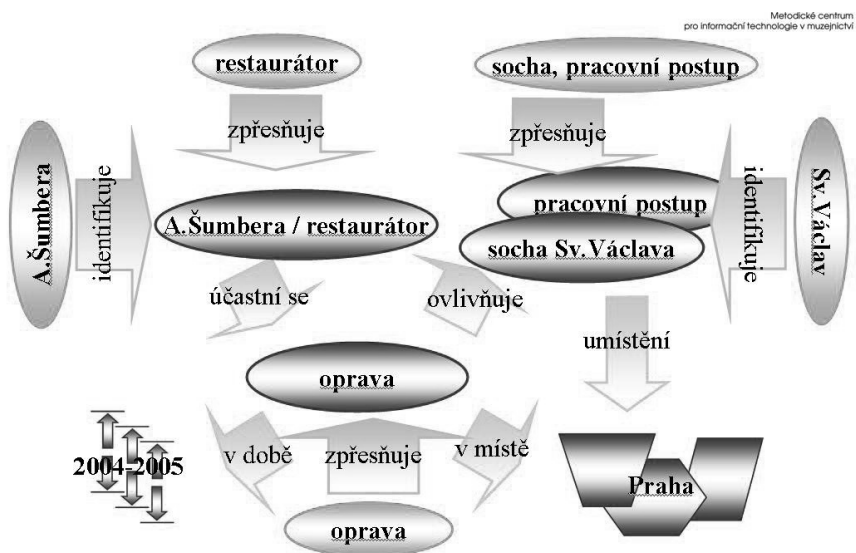 Metodické centrum
pro informační technologie v muzejnictví
restaurátor
socha, pracovní postup
zpřesňuje
zpřesňuje
A.Šumbera
identifikuje
A.Šumbera / restaurátor
pracovní postup
socha Sv.Václava
identifikuje
Sv.Václav
účastní se
ovlivňuje
umístění
oprava
2004-2005
v době
zpřesňuje
v místě
Praha
oprava